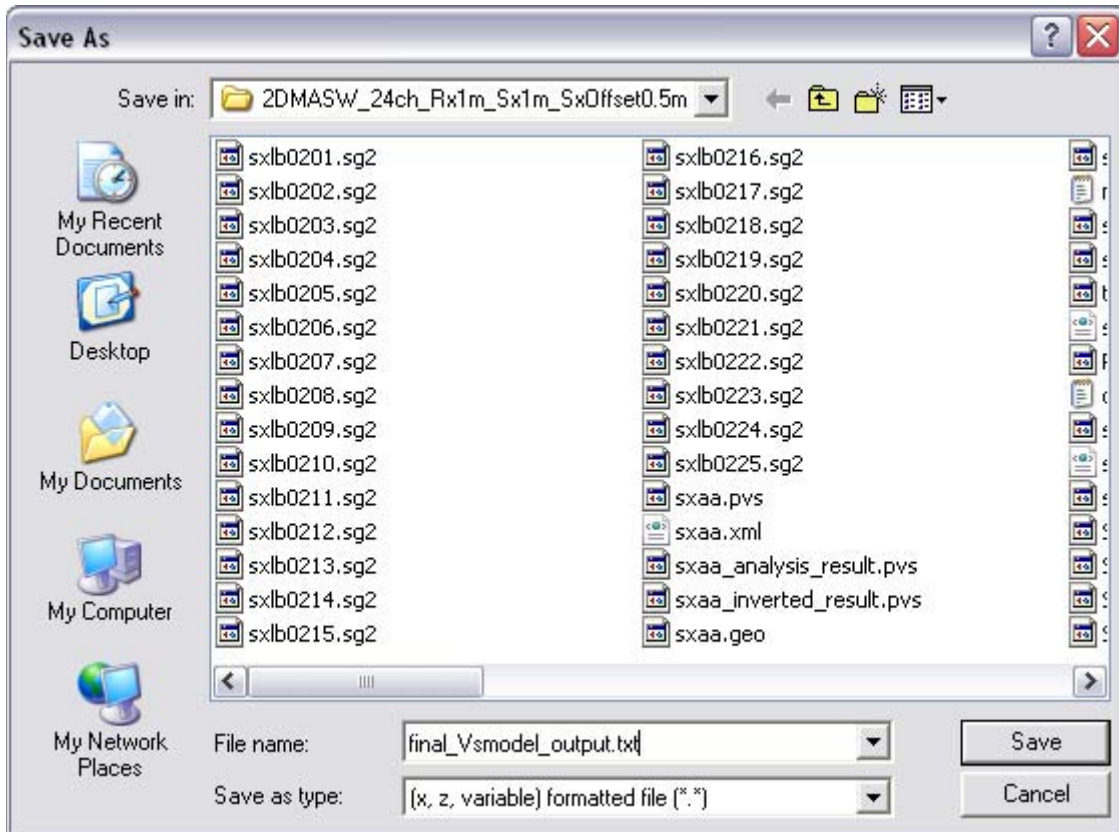 Save As
Save in: 2DMASW_24ch_Rx1m_Sx1m_SxOffset0.5m
My Recent
Documents
Desktop
My Documents
My Computer
My Network
Places
sxlb0201.sg2
sxlb0202.sg2
sxlb0203.sg2
sxlb0204.sg2
sxlb0205.sg2
sxlb0206.sg2
sxlb0207.sg2
sxlb0208.sg2
sxlb0209.sg2
sxlb0210.sg2
sxlb0211.sg2
sxlb0212.sg2
sxlb0213.sg2
sxlb0214.sg2
sxlb0215.sg2
sxlb0216.sg2
sxlb0217.sg2
sxlb0218.sg2
sxlb0219.sg2
sxlb0220.sg2
sxlb0221.sg2
sxlb0222.sg2
sxlb0223.sg2
sxlb0224.sg2
sxlb0225.sg2
sxaa.pvs
sxaa.xml
sxaa_analysis_result.pvs
sxaa_inverted_result.pvs
sxaa.geo
File name: final_Vsmodel_output.txt Save
Save as type: (x, z, variable) formatted file (*.*) Cancel